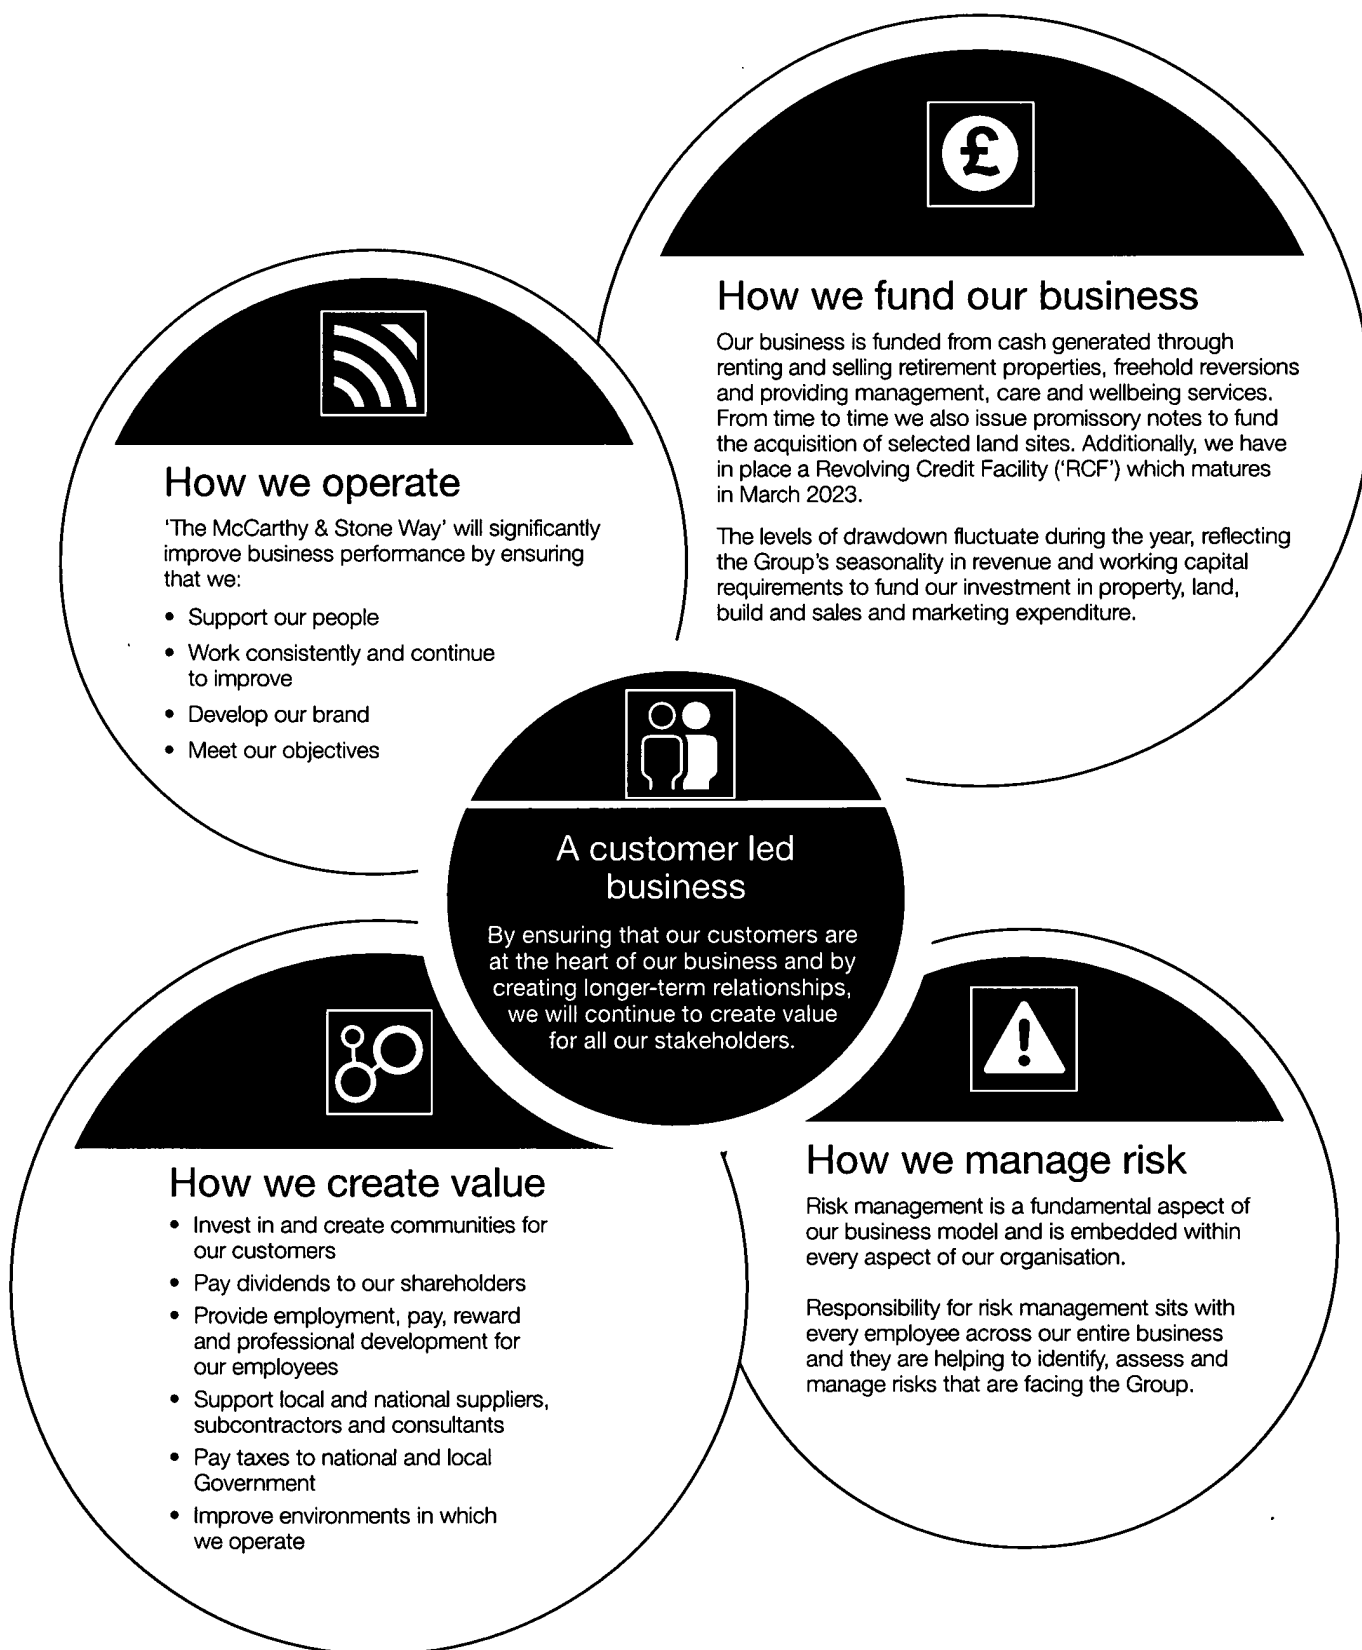 £
How we fund our business
Our business is funded from cash generated through
renting and selling retirement properties, freehold reversions
and providing management, care and wellbeing services.
From time to time we also issue promissory notes to fund
the acquisition of selected land sites. Additionally, we have
in place a Revolving Credit Facility (‘RCF’) which matures
in March 2023.
The levels of drawdown fluctuate during the year, reflecting
the Group’s seasonality in revenue and working capital
requirements to fund our investment in property, land,
build and sales and marketing expenditure.
How we operate
‘The McCarthy & Stone Way’ will significantly
improve business performance by ensuring
that we:
• Support our people
• Work consistently and continue
to improve
• Develop our brand
• Meet our objectives
A customer led
business
By ensuring that our customers are
at the heart of our business and by
creating longer-term relationships,
we will continue to create value
for all our stakeholders.
How we create value
• Invest in and create communities for
our customers
• Pay dividends to our shareholders
• Provide employment, pay, reward
and professional development for
our employees
• Support local and national suppliers,
subcontractors and consultants
• Pay taxes to national and local
Government
• Improve environments in which
we operate
!
How we manage risk
Risk management is a fundamental aspect of
our business model and is embedded within
every aspect of our organisation.
Responsibility for risk management sits with
every employee across our entire business
and they are helping to identify, assess and
manage risks that are facing the Group.